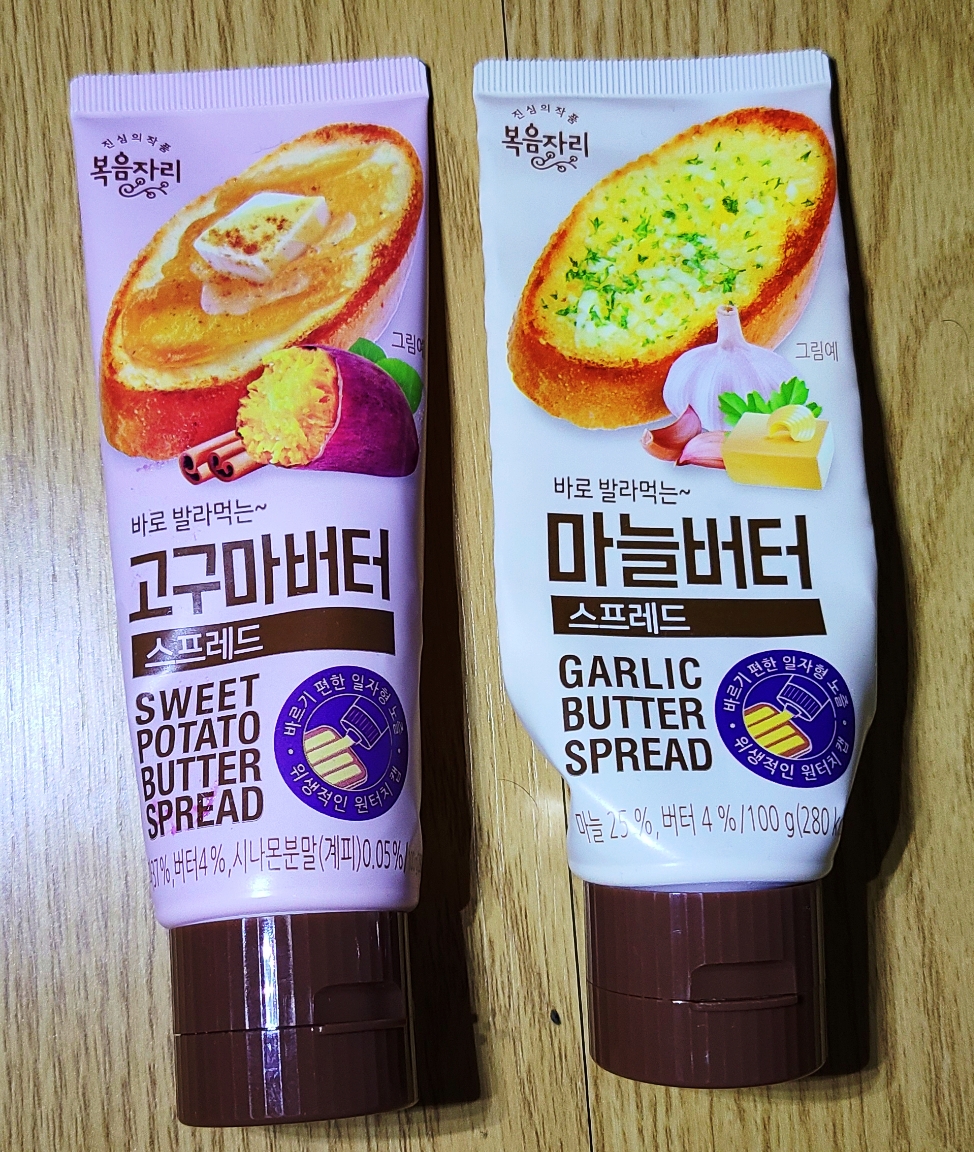 진심의작품
복음자리
그림예
바로 발라먹는~
고구마버터
스프레드
SWEET
POTATO
BUTTER
SPREAD
바르기 편한 일자형 노즐
위생적인 원터치 캡
37%,버터4%,시나몬분말(계피)0.05%/
진심의작품
복음자리
그림예
바로 발라먹는~
마늘버터
스프레드
GARLIC
BUTTER
SPREAD
바르기 편한 일자형 노즐
위생적인 원터치 캡
마늘 25 %,버터 4 %/100 g(280 k